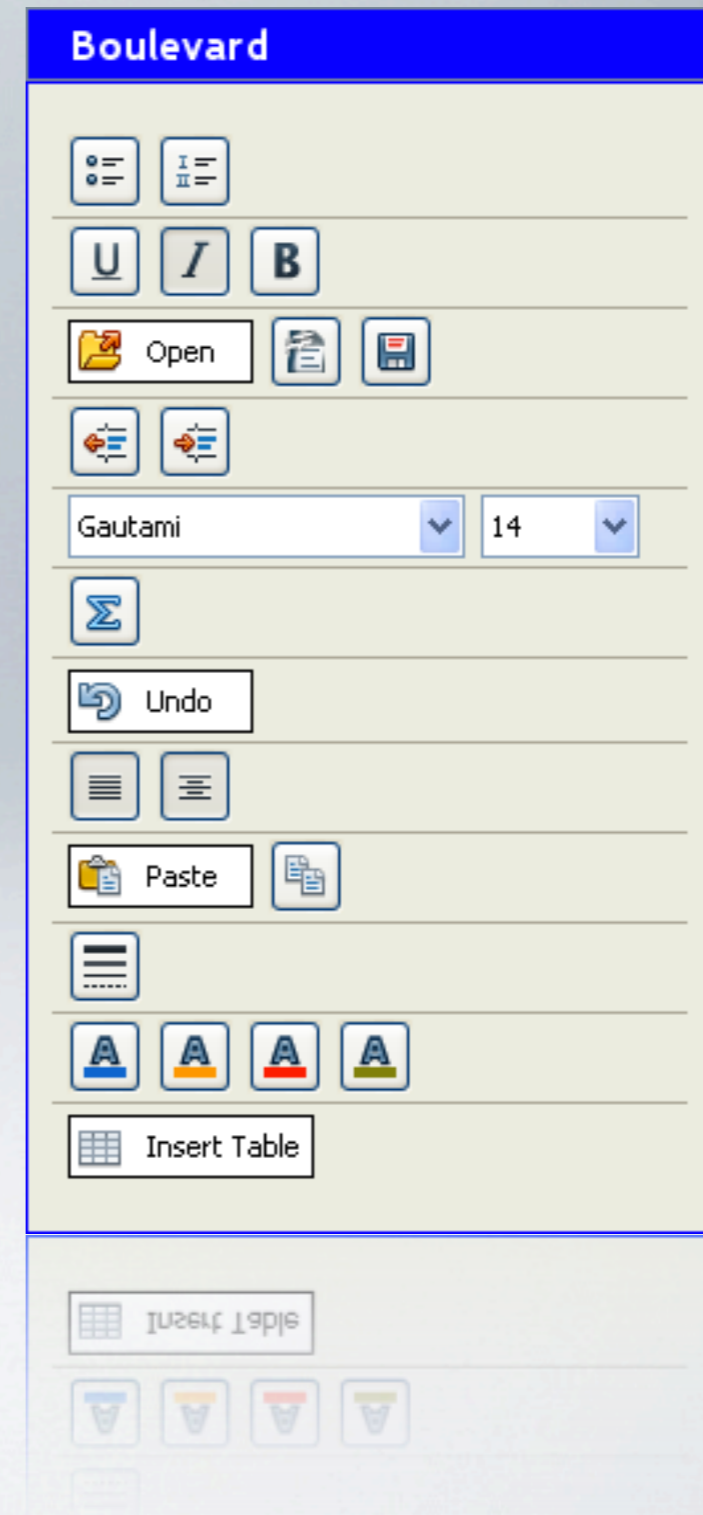 Boulevard
U I B
Open
Gautami 14
Σ
Undo
Paste
A A A A
Insert Table
Insert Table